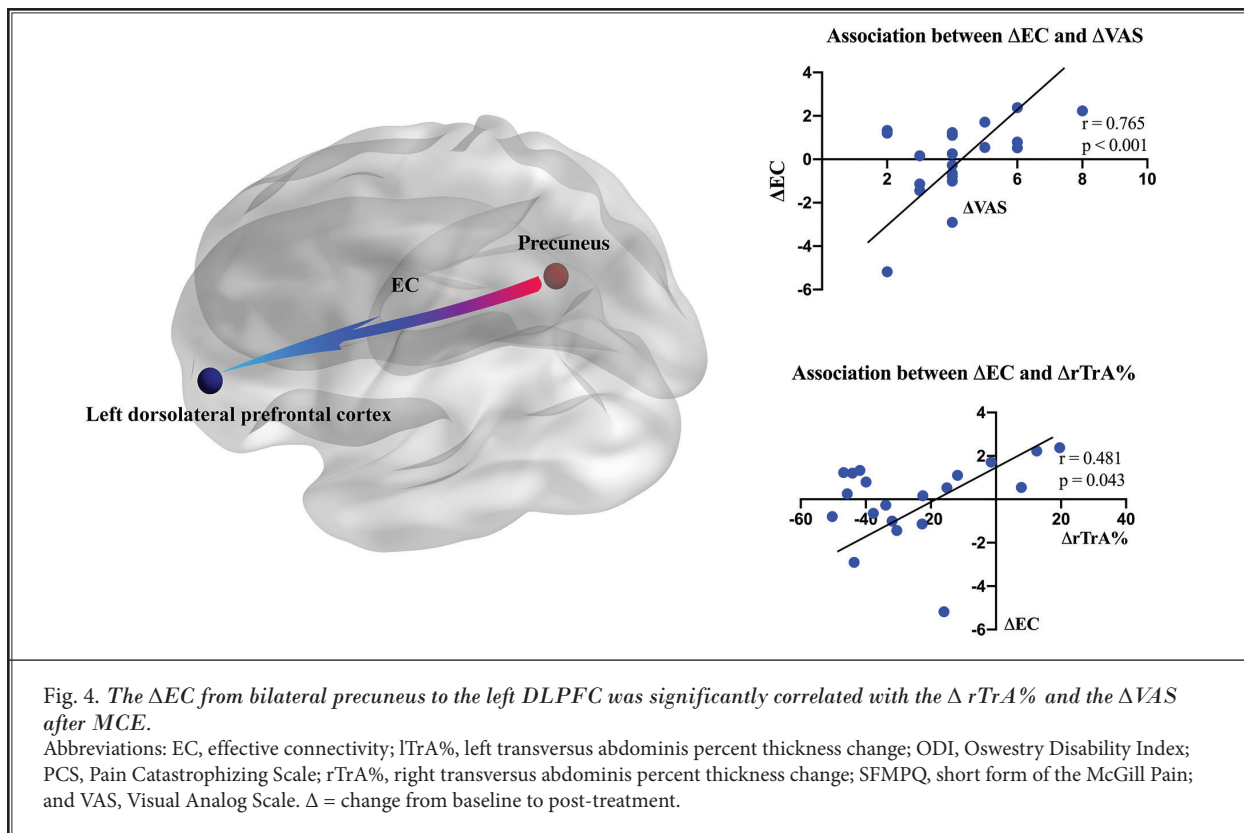 Association between ΔEC and ΔVAS
4
2
0
-2
-4
-6
2
4
6
8
10
ΔEC
ΔVAS
r = 0.765
p < 0.001
Precuneus
EC
Left dorsolateral prefrontal cortex
Association between ΔEC and ΔrTrA%
4
2
0
-2
-4
-6
-60
-40
-20
20
40
r = 0.481
p = 0.043
ΔrTrA%
ΔEC
Fig. 4. The ΔEC from bilateral precuneus to the left DLPFC was significantly correlated with the Δ rTrA% and the ΔVAS
after MCE.
Abbreviations: EC, effective connectivity; lTrA%, left transversus abdominis percent thickness change; ODI, Oswestry Disability Index;
PCS, Pain Catastrophizing Scale; rTrA%, right transversus abdominis percent thickness change; SFMPQ, short form of the McGill Pain;
and VAS, Visual Analog Scale. Δ = change from baseline to post-treatment.